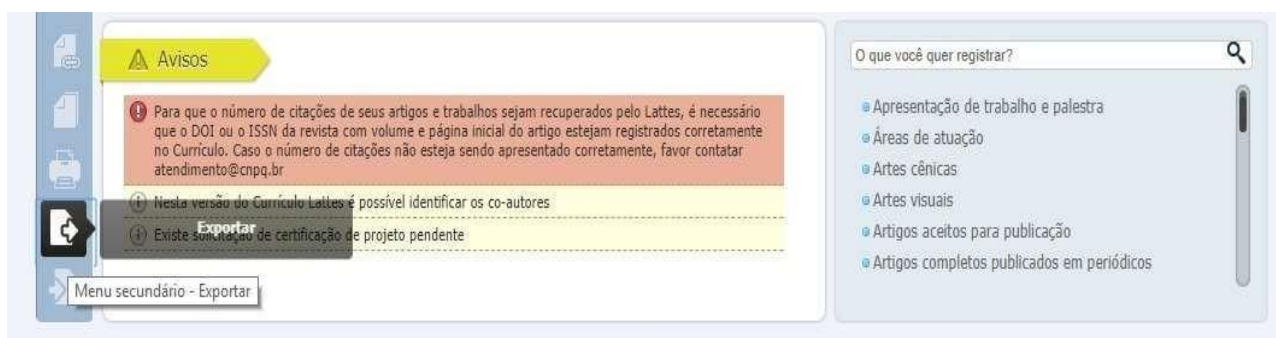 Avisos
Para que o número de citações de seus artigos e trabalhos sejam recuperados pelo Lattes, é necessário
que o DOI ou o ISSN da revista com volume e página inicial do artigo estejam registrados corretamente
no Currículo. Caso o número de citações não esteja sendo apresentado corretamente, favor contatar
atendimento@cnpq.br
Nesta versão do Currículo Lattes é possível identificar os co-autores
Exportar
Existe solicitação de certificação de projeto pendente
Menu secundário - Exportar
O que você quer registrar?
Apresentação de trabalho e palestra
Áreas de atuação
Artes cênicas
Artes visuais
Artigos aceitos para publicação
Artigos completos publicados em periódicos